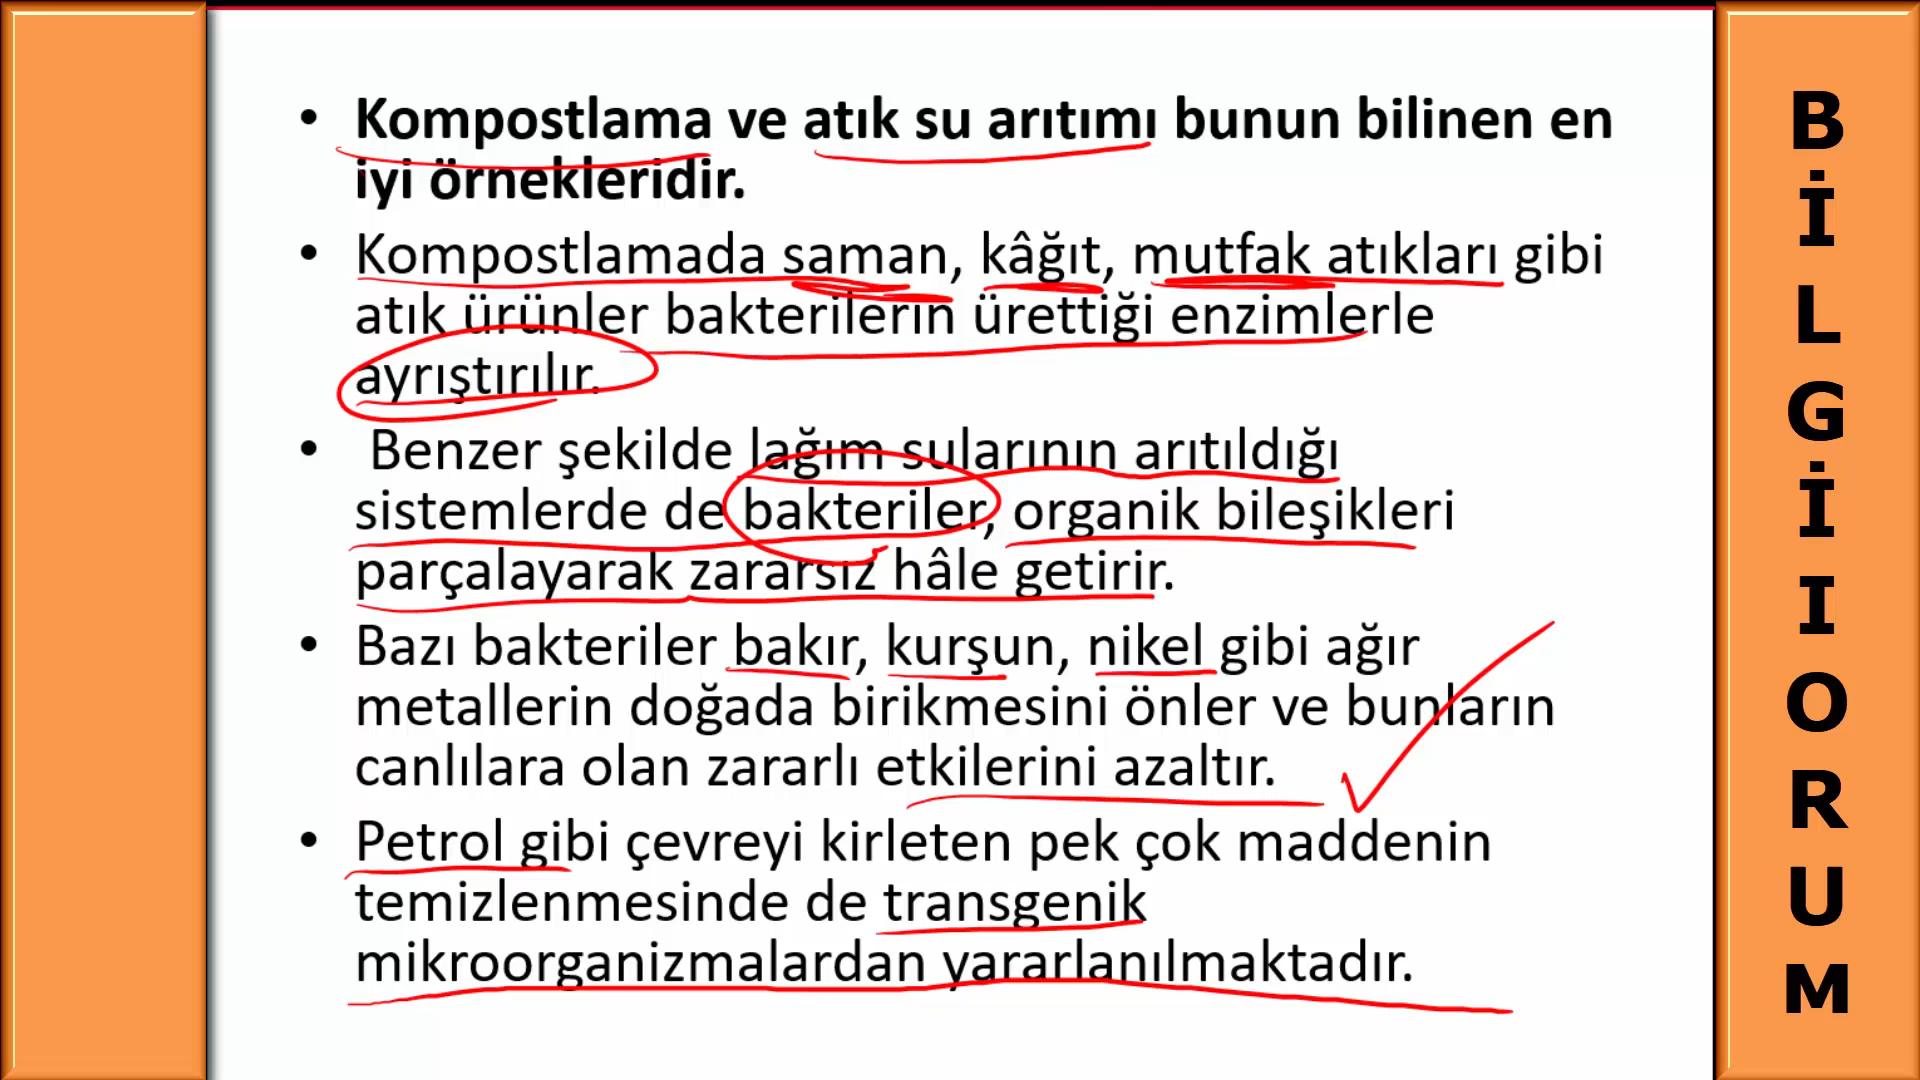 • Kompostlama ve atık su arıtımı bunun bilinen en
iyi örnekleridir.
• Kompostlamada saman, kâğıt, mutfak atıkları gibi
atık ürünler bakterilerin ürettiği enzimlerle
ayrıştırılır.
• Benzer şekilde lağım sularının arıtıldığı
sistemlerde de bakteriler, organik bileşikleri
parçalayarak zararsız hâle getirir.
• Bazı bakteriler bakır, kurşun, nikel gibi ağır
metallerin doğada birikmesini önler ve bunların
canlılara olan zararlı etkilerini azaltır.
• Petrol gibi çevreyi kirleten pek çok maddenin
temizlenmesinde de transgenik
mikroorganizmalardan yararlanılmaktadır.
B
İ
L
G
İ
I
O
R
U
M